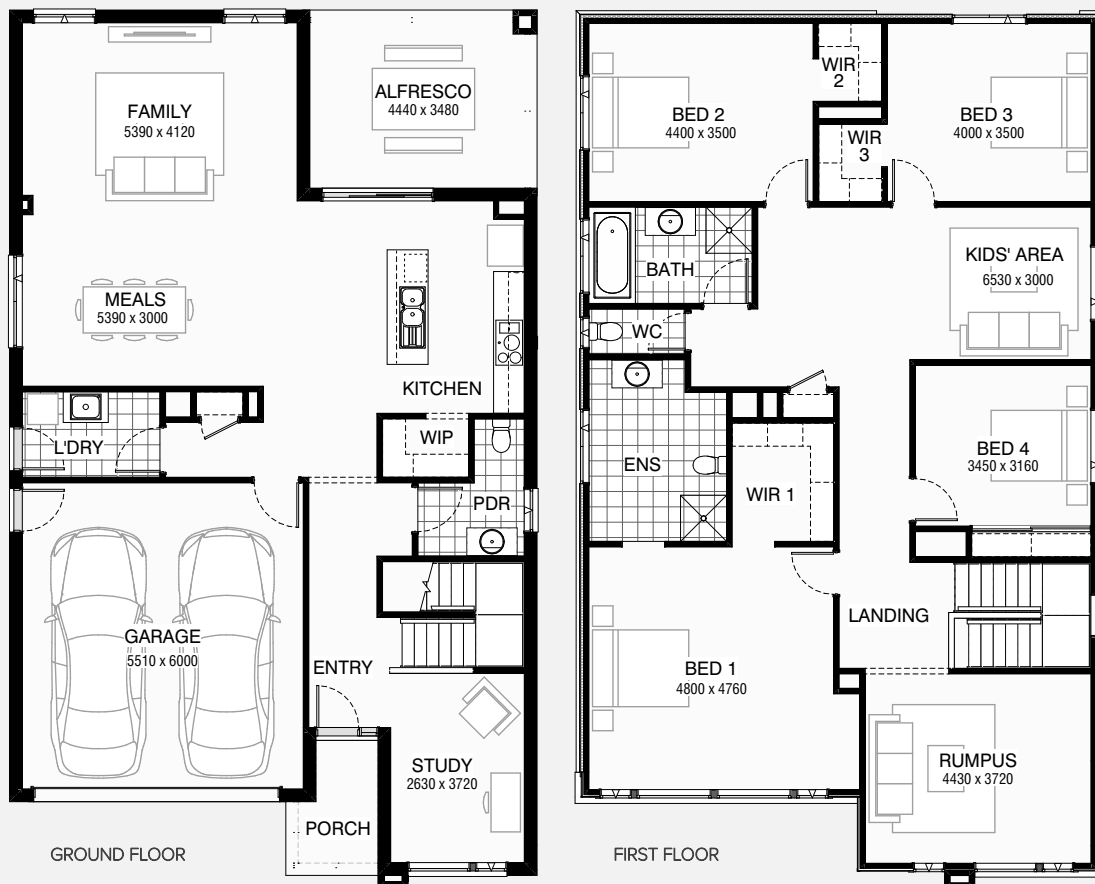 FAMILY
5390 x 4120
ALFRESCO
4440 x 3480
MEALS
5390 x 3000
KITCHEN
L'DRY
WIP
PDR
GARAGE
5510 x 6000
ENTRY
STUDY
2630 x 3720
PORCH
GROUND FLOOR
BED 2
4400 x 3500
WIR
2
WIR
3
BED 3
4000 x 3500
BATH
KIDS' AREA
6530 x 3000
WC
ENS
WIR 1
BED 4
3450 x 3160
LANDING
BED 1
4800 x 4760
RUMPUS
4430 x 3720
FIRST FLOOR